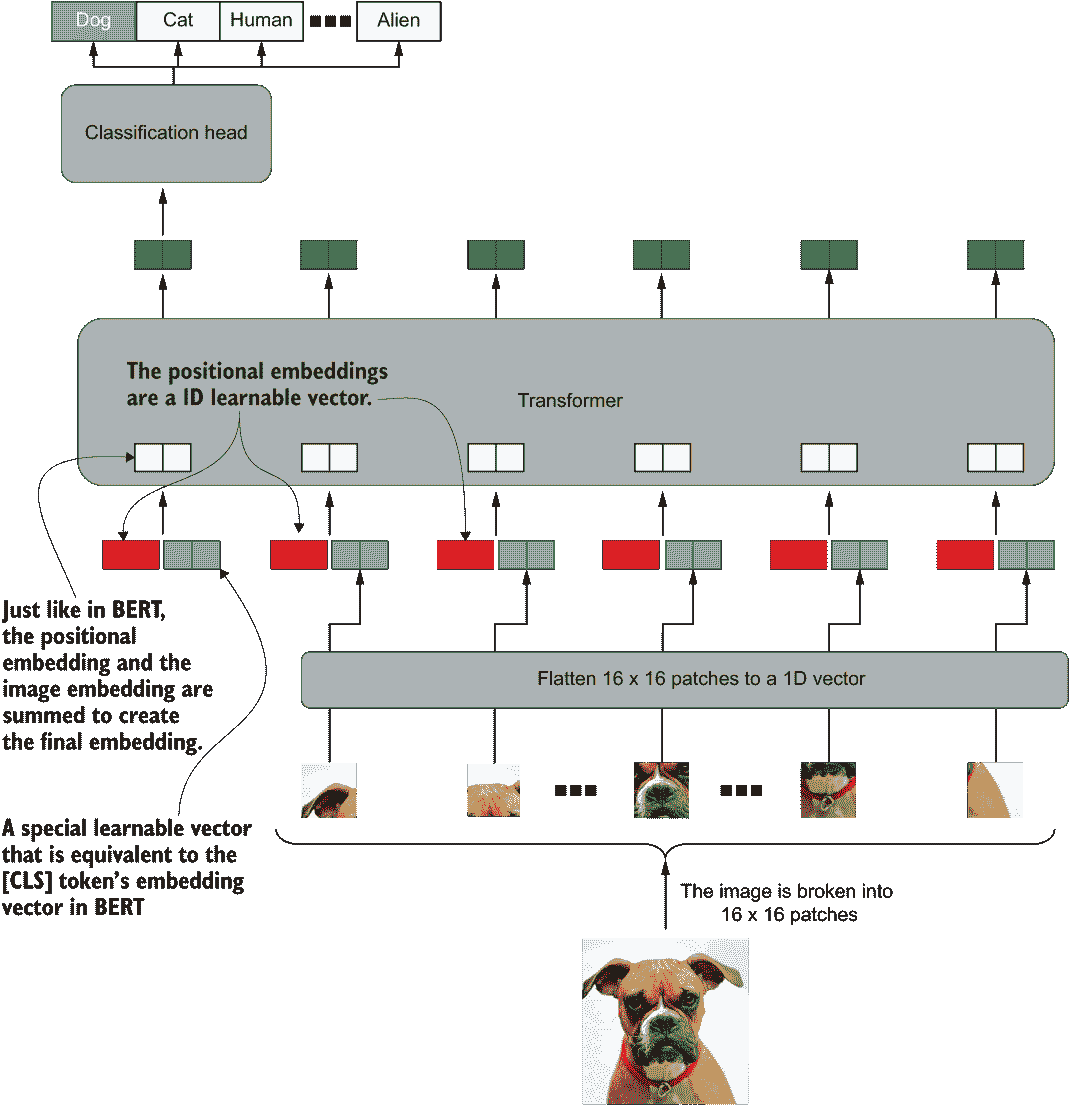 Dog Cat Human Alien
Classification head
The positional embeddings
are a ID learnable vector.
Transformer
Just like in BERT,
the positional
embedding and the
image embedding are
summed to create
the final embedding.
Flatten 16 x 16 patches to a 1D vector
A special learnable vector
that is equivalent to the
[CLS] token’s embedding
vector in BERT
The image is broken into
16 x 16 patches